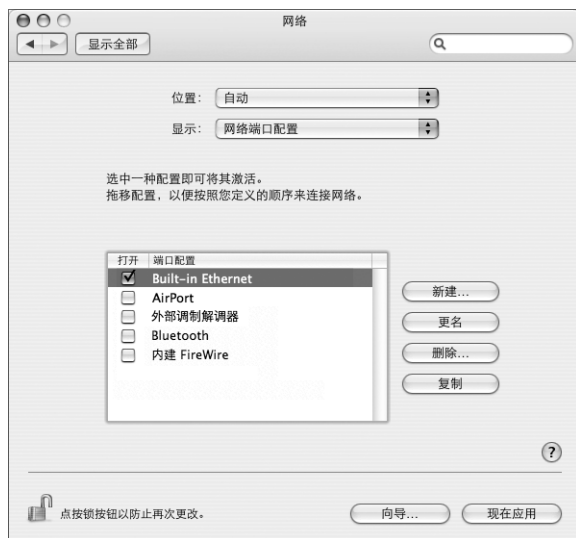 网络
显示全部
位置： 自动
显示： 网络端口配置
选中一种配置即可将其激活。
拖移配置，以便按照您定义的顺序来连接网络。
打开 端口配置
Built-in Ethernet
AirPort
外部调制解调器
Bluetooth
内建 FireWire
新建...
更名
删除...
复制
?
点按锁按钮以防止再次更改。
向导...
现在应用